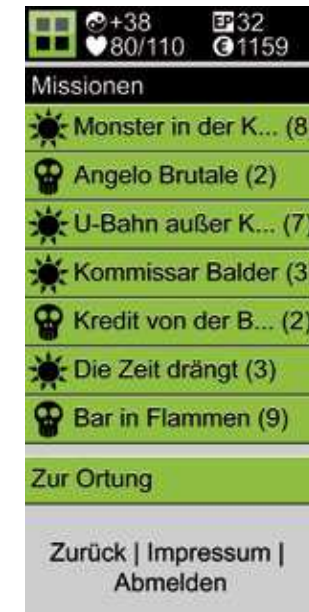 +38 EP 32
80/110 € 1159
Missionen
Monster in der K... (8
Angelo Brutale (2)
U-Bahn außer K... (7)
Kommissar Balder (3
Kredit von der B... (2)
Die Zeit drängt (3)
Bar in Flammen (9)
Zur Ortung
Zurück | Impressum |
Abmelden